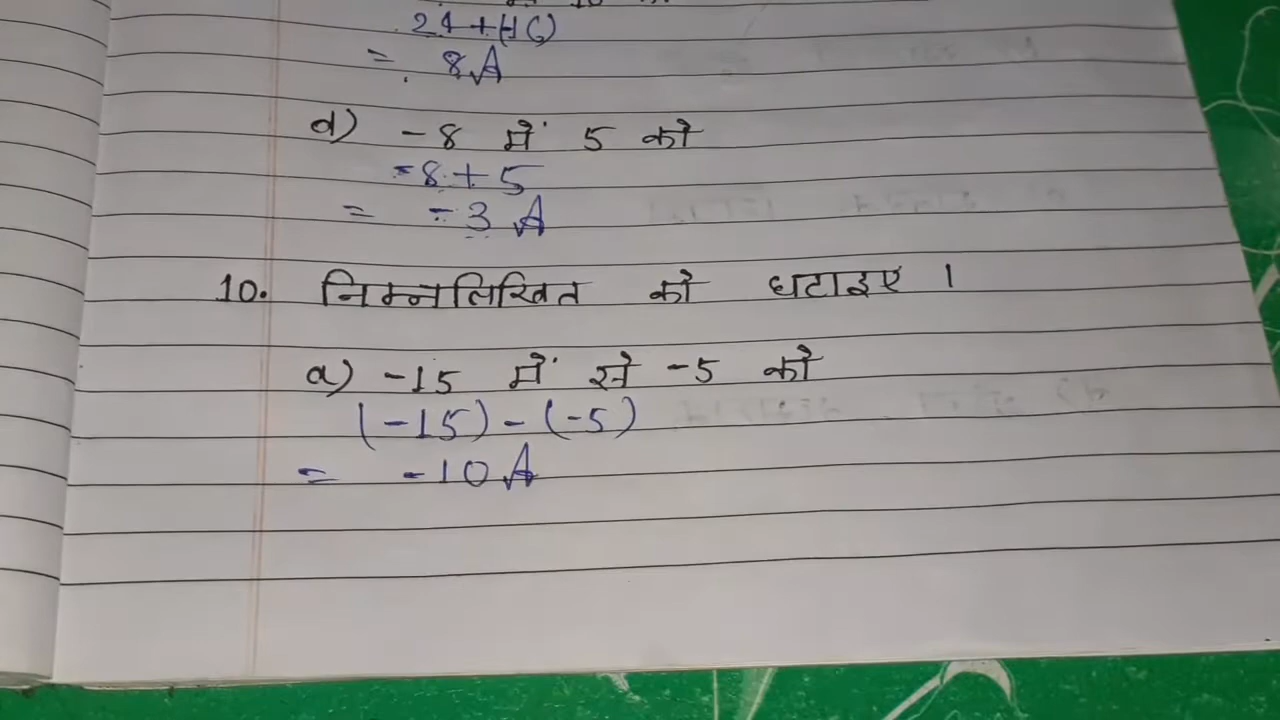 24+(-16)
= 8 A
d) -8 में 5 को
-8+5
= -3 A
10. निम्नलिखित को घटाइए ।
a) -15 में से -5 को
(-15)-(-5)
= -10 A